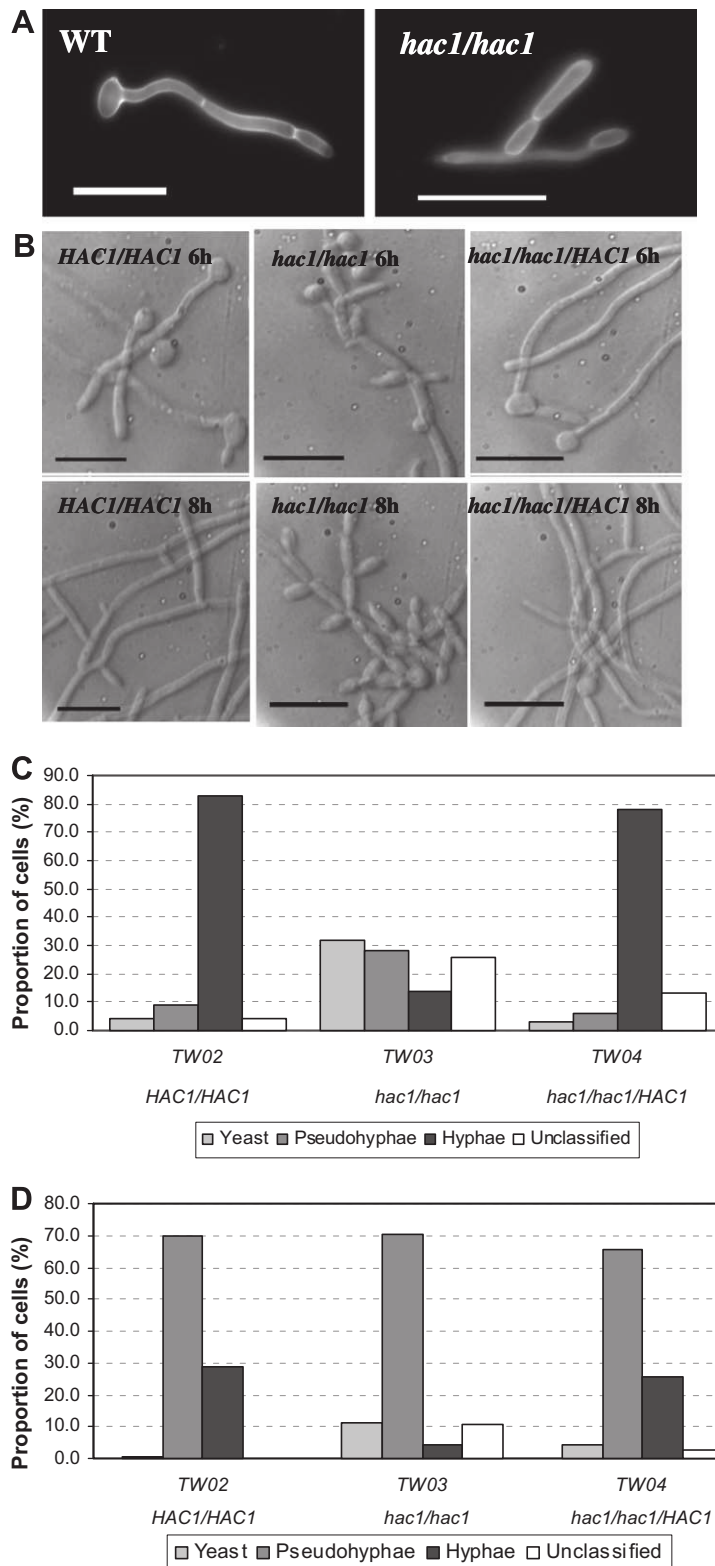 A
WT
hac1/hac1
B
HAC1/HAC1 6h
hac1/hac1 6h
hac1/hac1/HAC1 6h
HAC1/HAC1 8h
hac1/hac1 8h
hac1/hac1/HAC1 8h
C
Proportion of cells (%)
90.0
80.0
70.0
60.0
50.0
40.0
30.0
20.0
10.0
0.0
TW02
TW03
TW04
HAC1/HAC1
hac1/hac1
hac1/hac1/HAC1
Yeast
Pseudohyphae
Hyphae
Unclassified
D
Proportion of cells (%)
80.0
70.0
60.0
50.0
40.0
30.0
20.0
10.0
0.0
TW02
TW03
TW04
HAC1/HAC1
hac1/hac1
hac1/hac1/HAC1
Yeast
Pseudohyphae
Hyphae
Unclassified